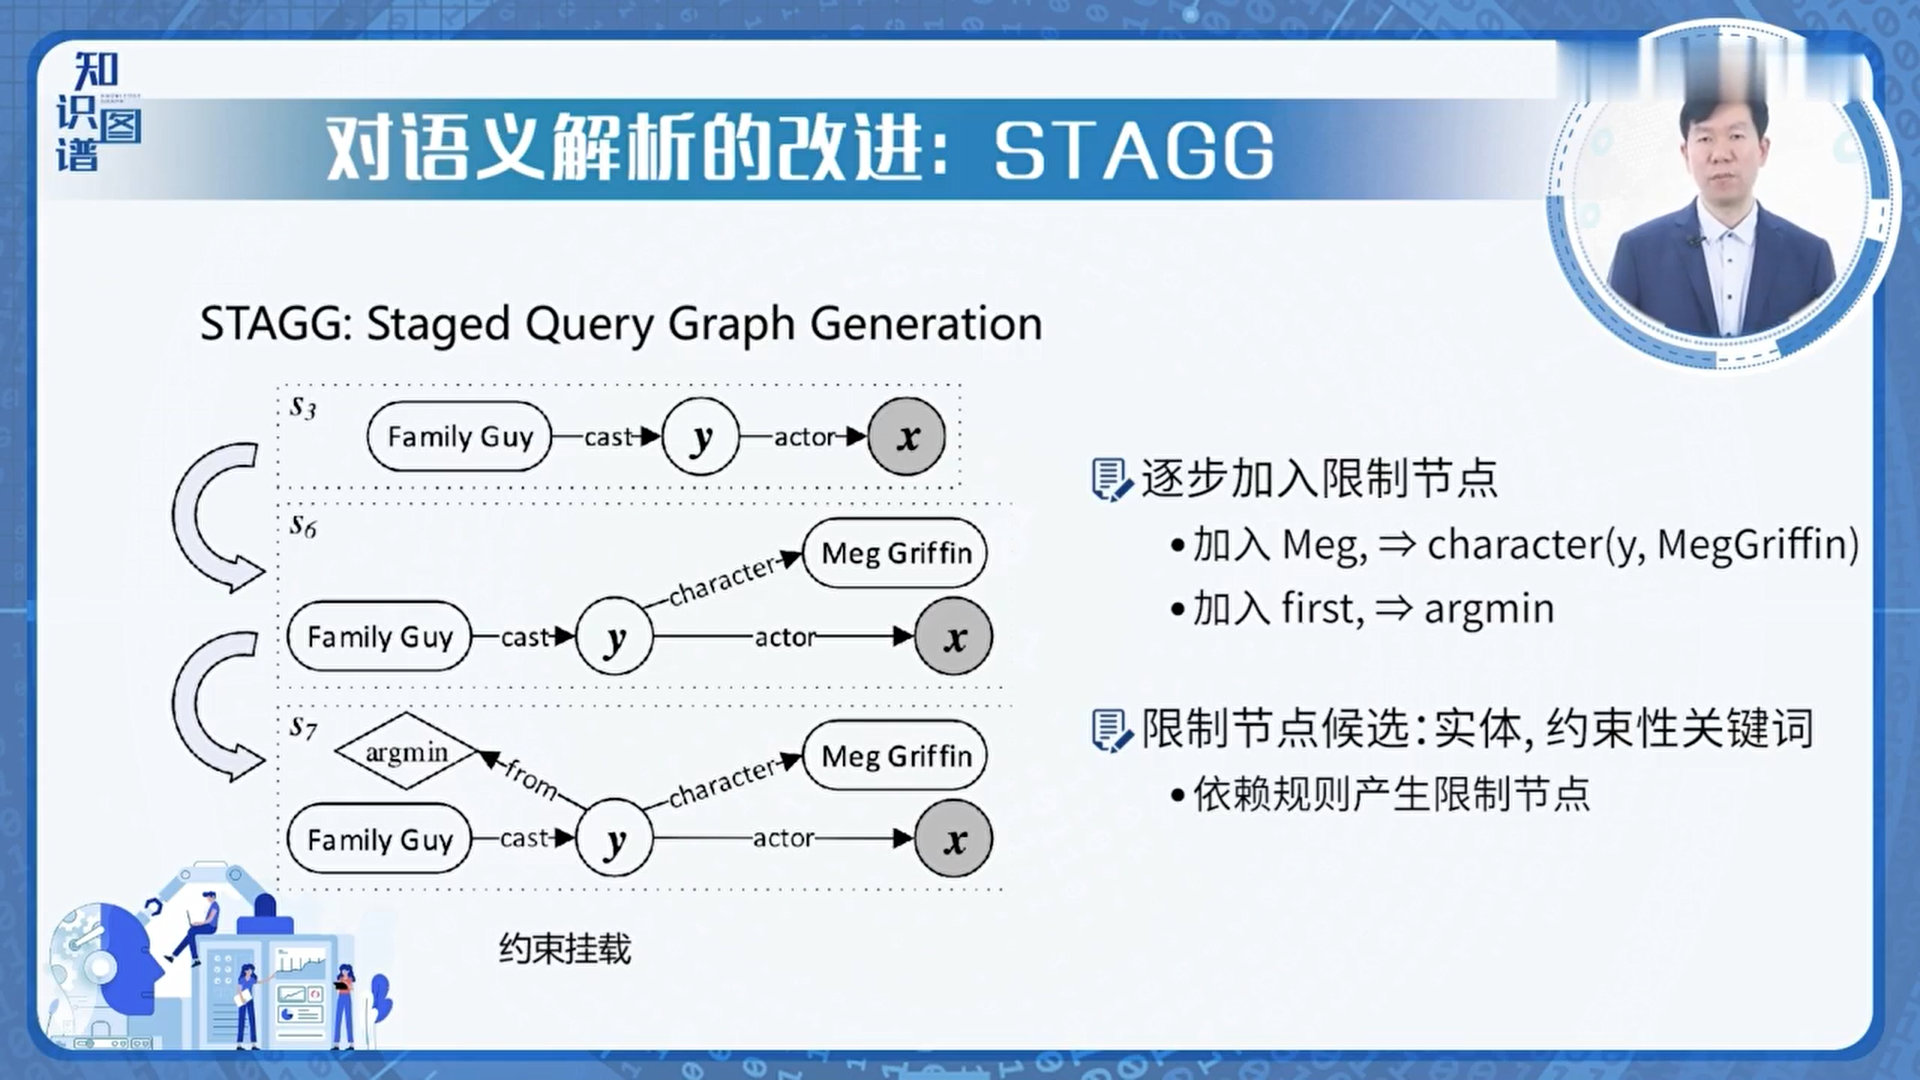 知
识图
谱
对语义解析的改进：STAGG
STAGG: Staged Query Graph Generation
s3
Family Guy cast y actor x
s6
character Meg Griffin
Family Guy cast y actor x
s7
argmin from character Meg Griffin
Family Guy cast y actor x
约束挂载
逐步加入限制节点
•加入 Meg, ⇒ character(y, MegGriffin)
•加入 first, ⇒ argmin
限制节点候选：实体, 约束性关键词
•依赖规则产生限制节点